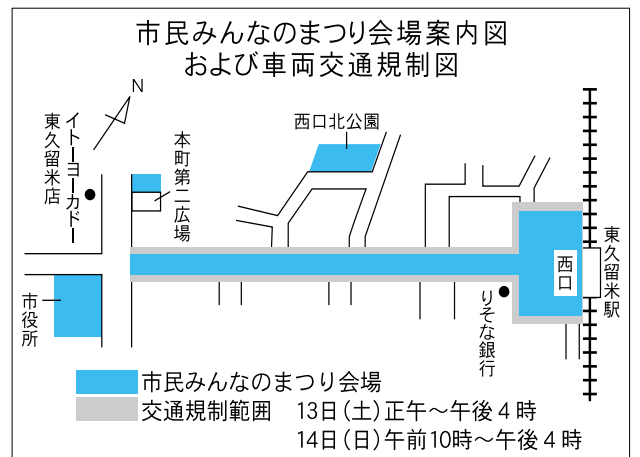 市民みんなのまつり会場案内図
および車両交通規制図
N
イトーヨーカドー
東久留米店
本町第二広場
西口北公園
西口
東久留米駅
市役所
りそな銀行
市民みんなのまつり会場
交通規制範囲 13日(土)正午～午後4時
14日(日)午前10時～午後4時